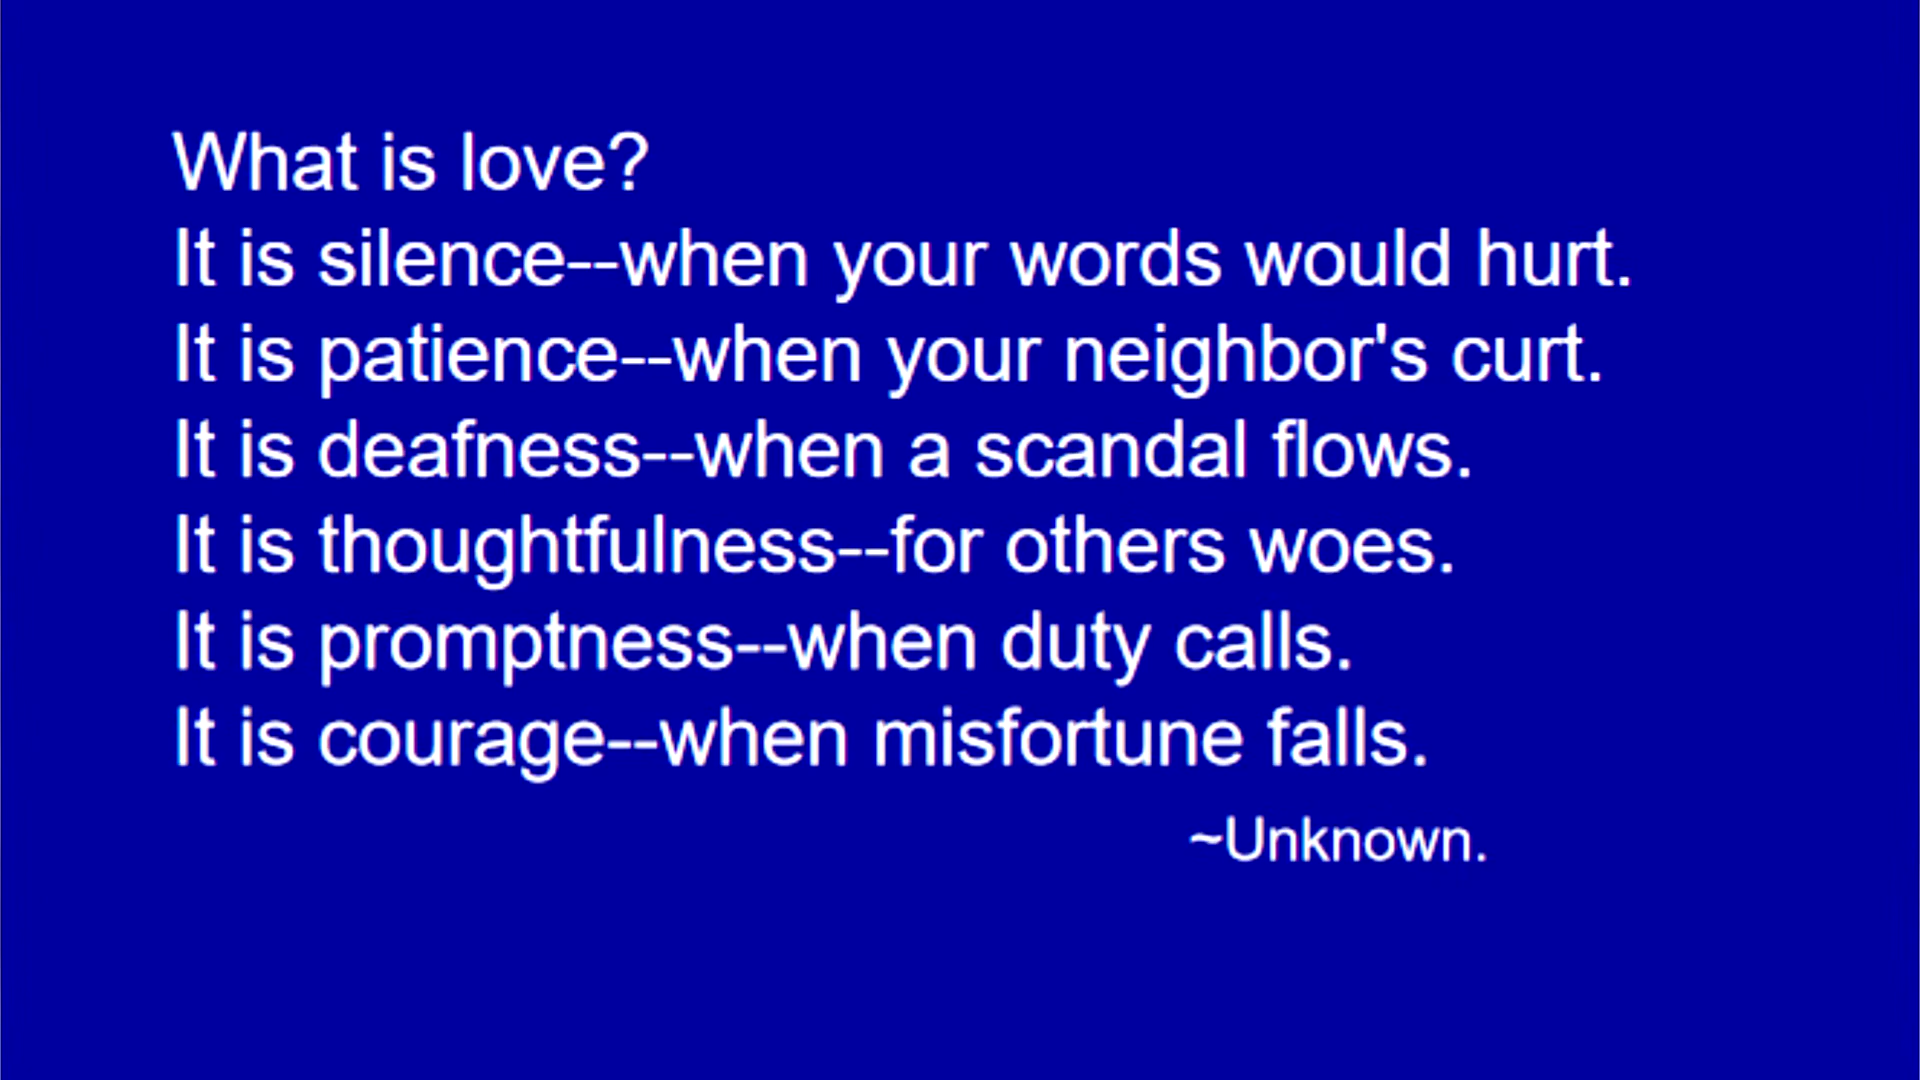 What is love?
It is silence--when your words would hurt.
It is patience--when your neighbor's curt.
It is deafness--when a scandal flows.
It is thoughtfulness--for others woes.
It is promptness--when duty calls.
It is courage--when misfortune falls.
~Unknown.